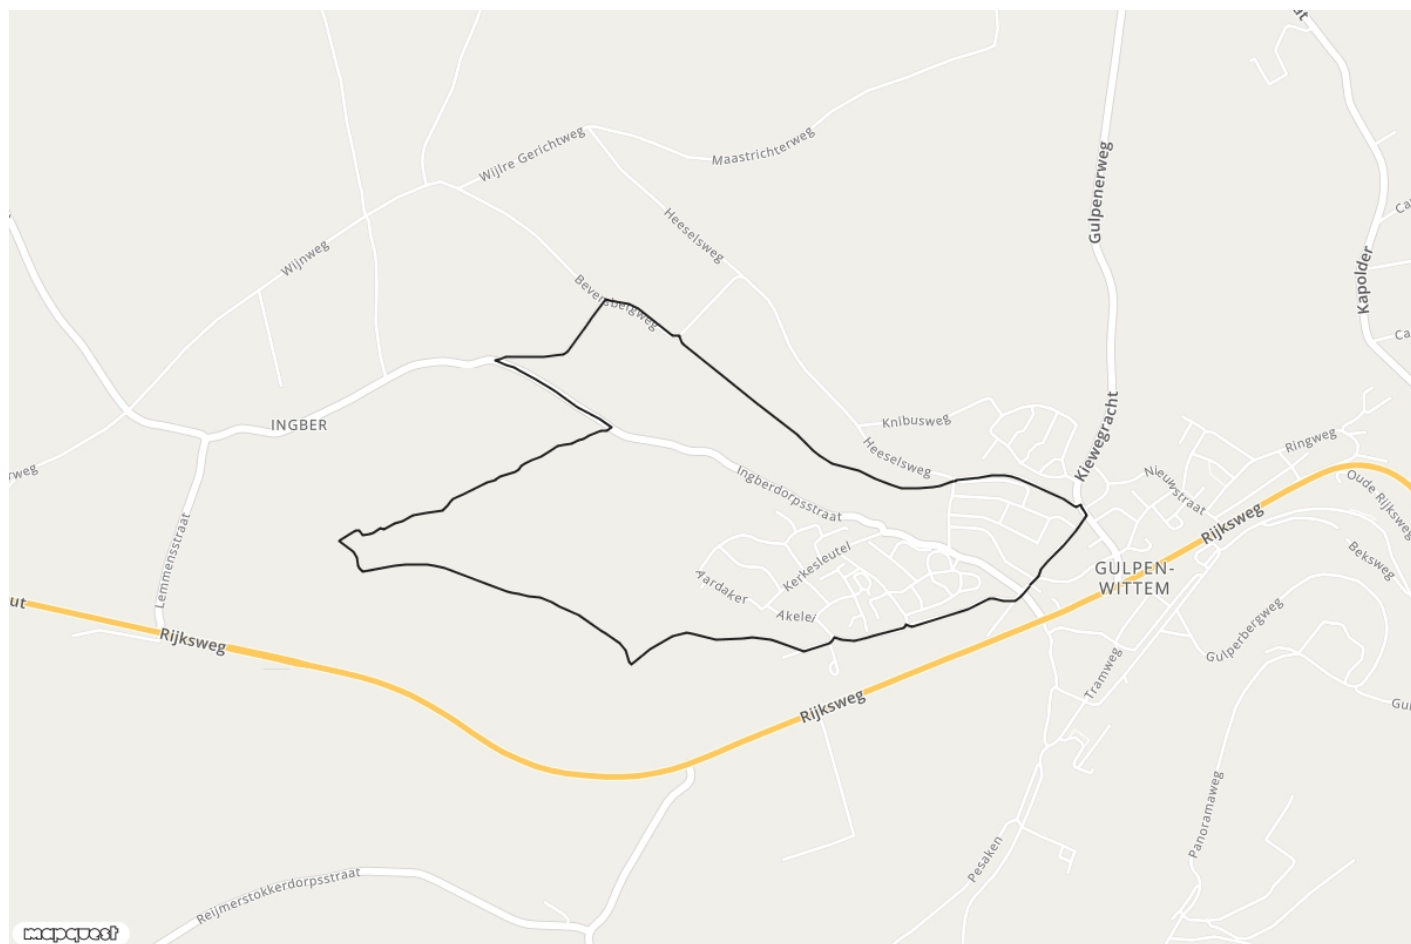 Wijlre Gerichtweg
Maastrichterweg
Gulpenerweg
Heeselsweg
Wijnweg
Kapolder
Bevensbergweg
INGBER
Knibusweg
Kiewegracht
Heeselsweg
Ringweg
Nieuwstraat
Oude Rijksweg
Ingberdorpsstraat
Rijksweg
Lemmensstraat
Kerkesleutel
Beksweg
GULPEN-
WITTEM
Aardaker
Akelei
Rijksweg
Gulperbergweg
Tramweg
Rijksweg
Panoramaweg
Pesaken
Reijmerstokkerdorpsstraat
mapquest